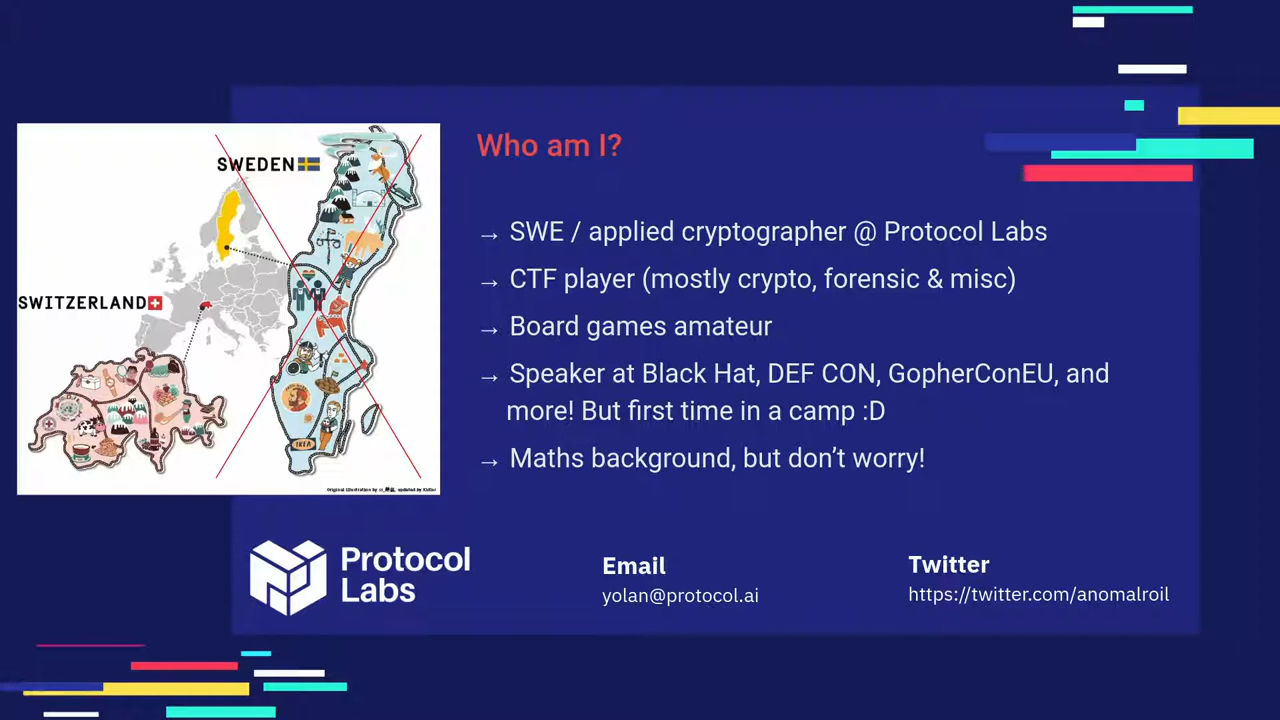 SWEDEN
SWITZERLAND
IKEA
Who am I?
→ SWE / applied cryptographer @ Protocol Labs
→ CTF player (mostly crypto, forensic & misc)
→ Board games amateur
→ Speaker at Black Hat, DEF CON, GopherConEU, and
more! But first time in a camp :D
→ Maths background, but don’t worry!
Protocol
Labs
Email
yolan@protocol.ai
Twitter
https://twitter.com/anomalroil